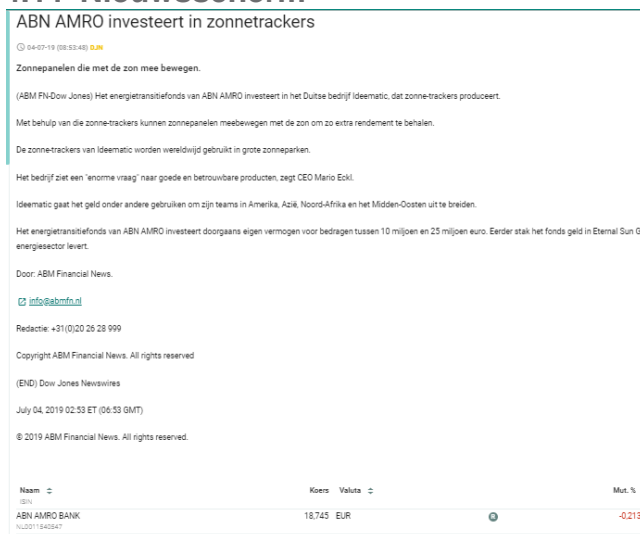 ABN AMRO investeert in zonnetrackers
04-07-19 (08:53:48) DJN
Zonnepanelen die met de zon mee bewegen.
(ABM FN-Dow Jones) Het energietransitiefonds van ABN AMRO investeert in het Duitse bedrijf Ideematic, dat zonne-trackers produceert.
Met behulp van die zonne-trackers kunnen zonnepanelen meebewegen met de zon om zo extra rendement te behalen.
De zonne-trackers van Ideematic worden wereldwijd gebruikt in grote zonneparken.
Het bedrijf ziet een "enorme vraag" naar goede en betrouwbare producten, zegt CEO Mario Eckl.
Ideematic gaat het geld onder andere gebruiken om zijn teams in Amerika, Azië, Noord-Afrika en het Midden-Oosten uit te breiden.
Het energietransitiefonds van ABN AMRO investeert doorgaans eigen vermogen voor bedragen tussen 10 miljoen en 25 miljoen euro. Eerder stak het fonds geld in Eternal Sun G
energiesector levert.
Door: ABM Financial News.
info@abmfn.nl
Redactie: +31(0)20 26 28 999
Copyright ABM Financial News. All rights reserved
(END) Dow Jones Newswires
July 04, 2019 02:53 ET (06:53 GMT)
© 2019 ABM Financial News. All rights reserved.
Naam Koers Valuta Mut. %
ISIN
ABN AMRO BANK 18,745 EUR R -0,213
NL0011540547